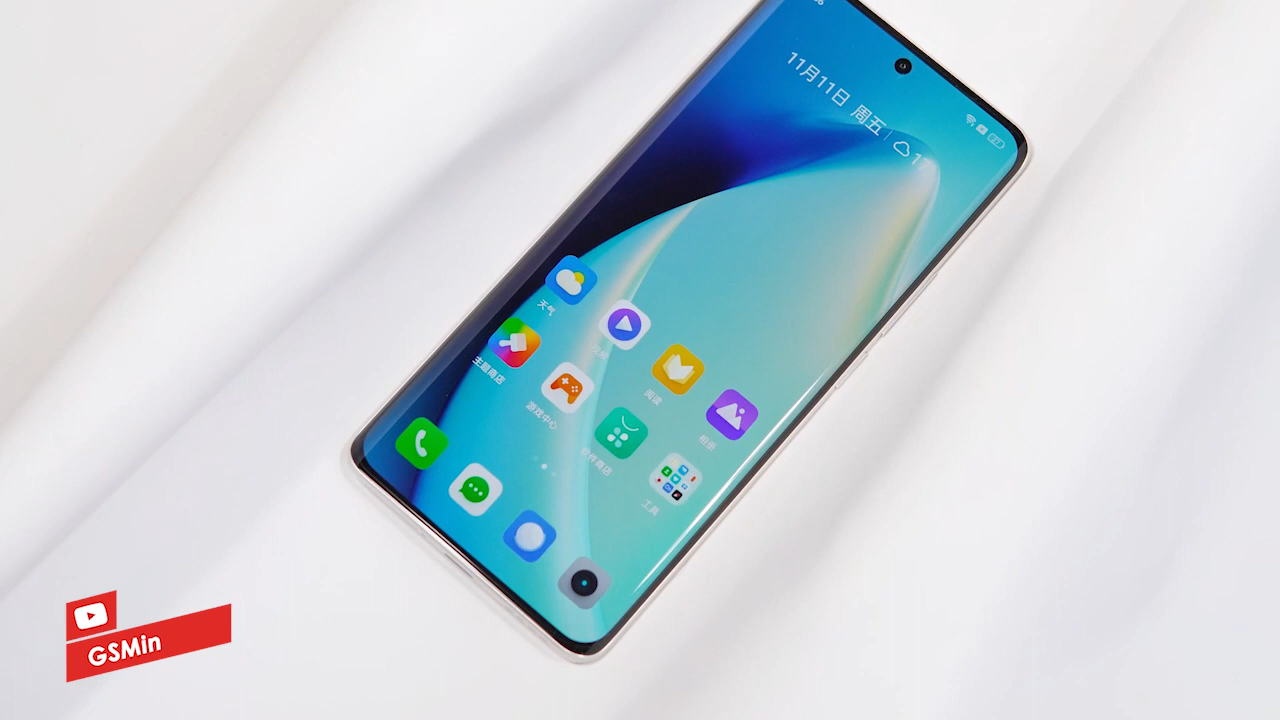 11月11日 周五
天气
主题商店
游戏中心
阅读
相册
软件商店
工具
GSMin